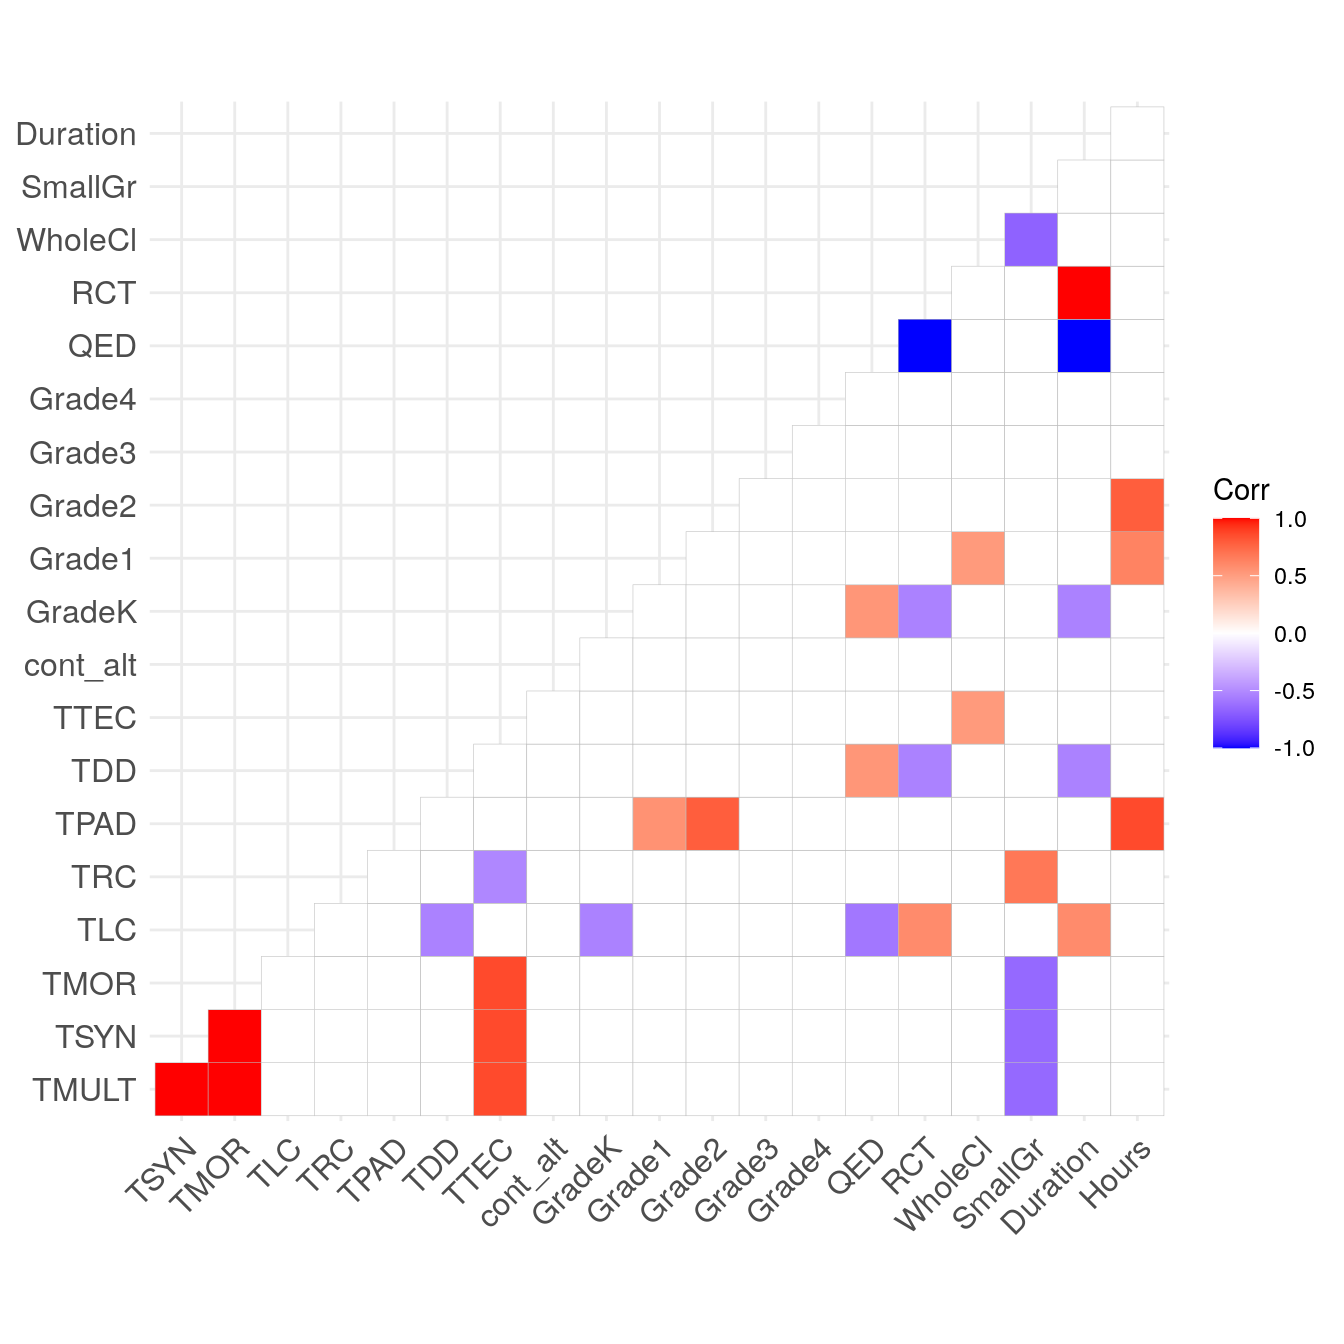 Duration
SmallGr
WholeCl
RCT
QED
Grade4
Grade3
Grade2
Grade1
GradeK
cont_alt
TTEC
TDD
TPAD
TRC
TLC
TMOR
TSYN
TMULT
TSYN
TMOR
TLC
TRC
TPAD
TDD
TTEC
cont_alt
GradeK
Grade1
Grade2
Grade3
Grade4
QED
RCT
WholeCl
SmallGr
Duration
Hours
Corr
1.0
0.5
0.0
-0.5
-1.0